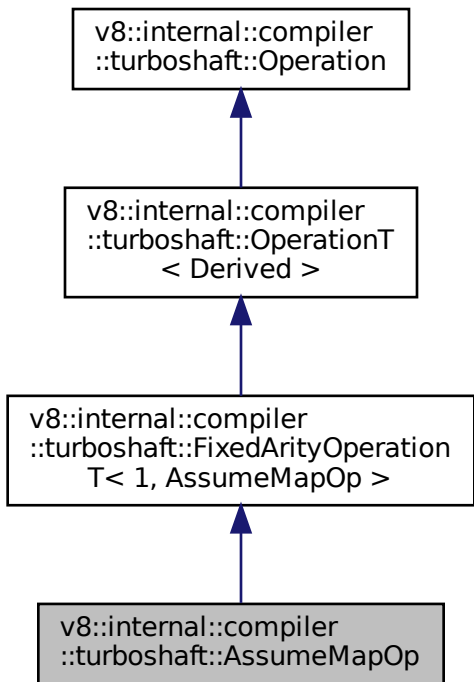 v8::internal::compiler
::turboshaft::Operation
v8::internal::compiler
::turboshaft::OperationT
< Derived >
v8::internal::compiler
::turboshaft::FixedArityOperation
T< 1, AssumeMapOp >
v8::internal::compiler
::turboshaft::AssumeMapOp